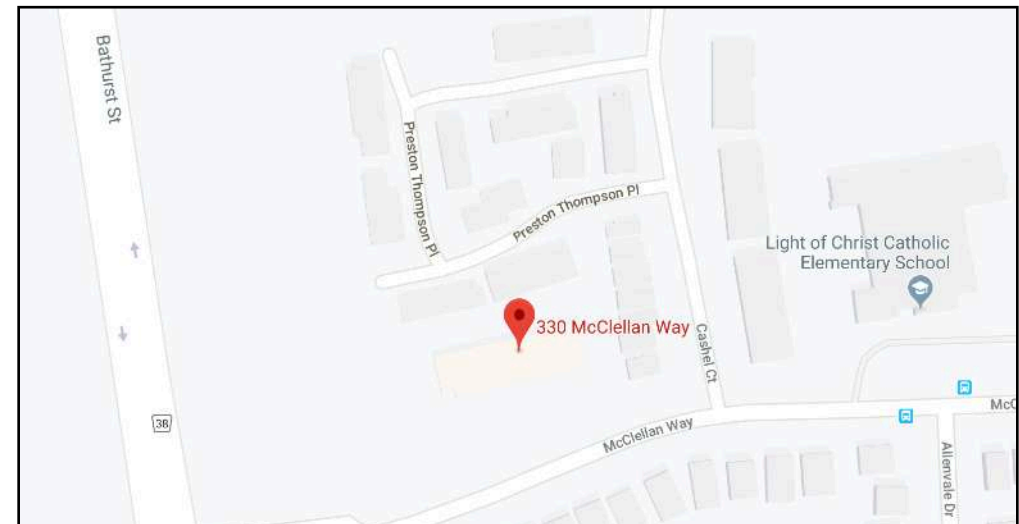 Bathurst St
Preston Thompson Pl
Preston Thompson Pl
Light of Christ Catholic
Elementary School
330 McClellan Way
Cashel Ct
38
McClellan Way
McC
Allenvale Dr